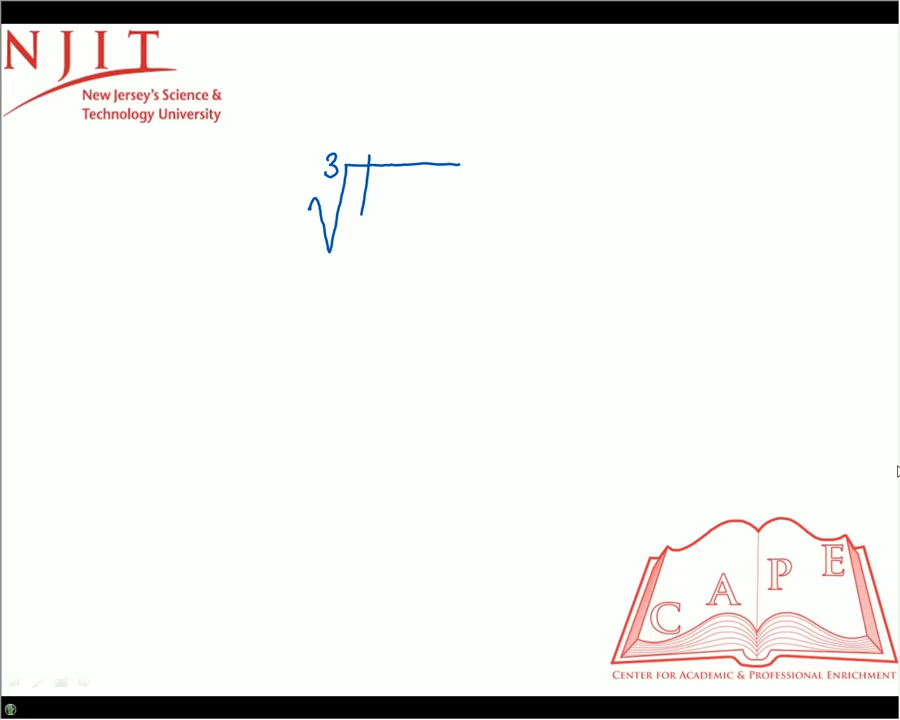 NJIT
New Jersey's Science &
Technology University
3
C A P E
CENTER FOR ACADEMIC & PROFESSIONAL ENRICHMENT